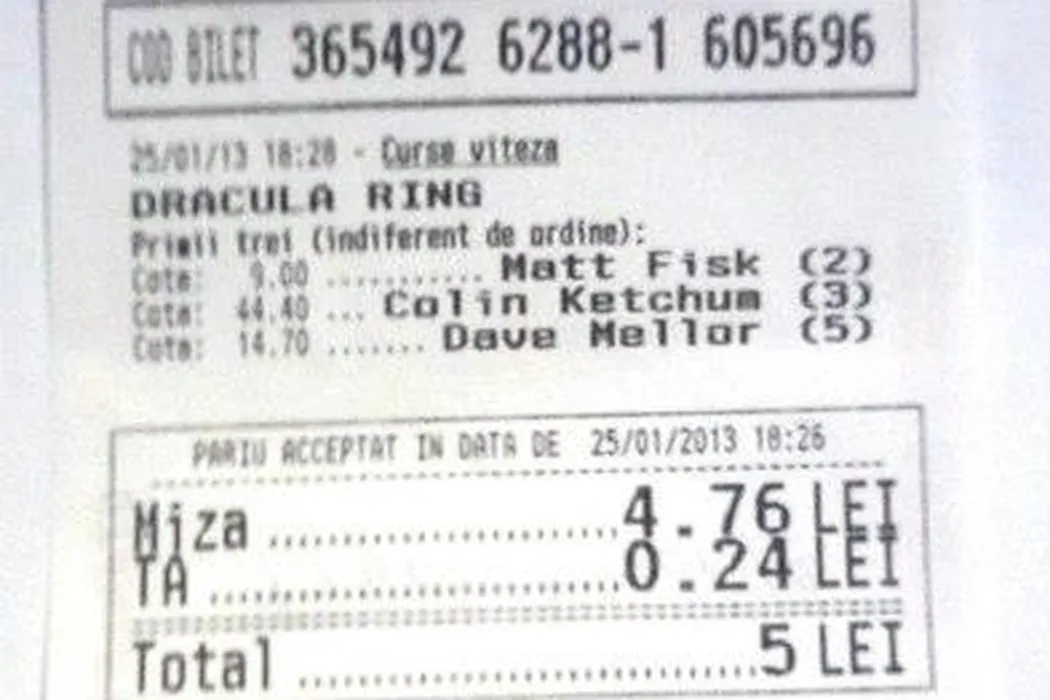 COD BILET 365492 6288-1 605696
25/01/13 18:28 - Curse viteza
DRACULA RING
Primii trei (indiferent de ordine):
Cota: 9.00 ............ Matt Fisk (2)
Cota: 44.40 ... Colin Ketchum (3)
Cota: 14.70 ....... Dave Mellor (5)
PARIU ACCEPTAT IN DATA DE 25/01/2013 18:26
Miza ........................ 4.76 LEI
TA ............................ 0.24 LEI
Total ............................... 5 LEI